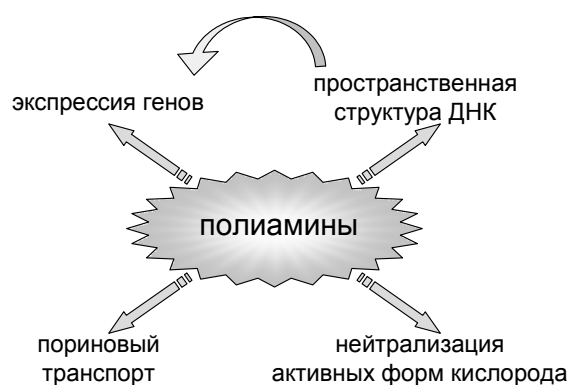 экспрессия генов
пространственная
структура ДНК
полиамины
пориновый
транспорт
нейтрализация
активных форм кислорода